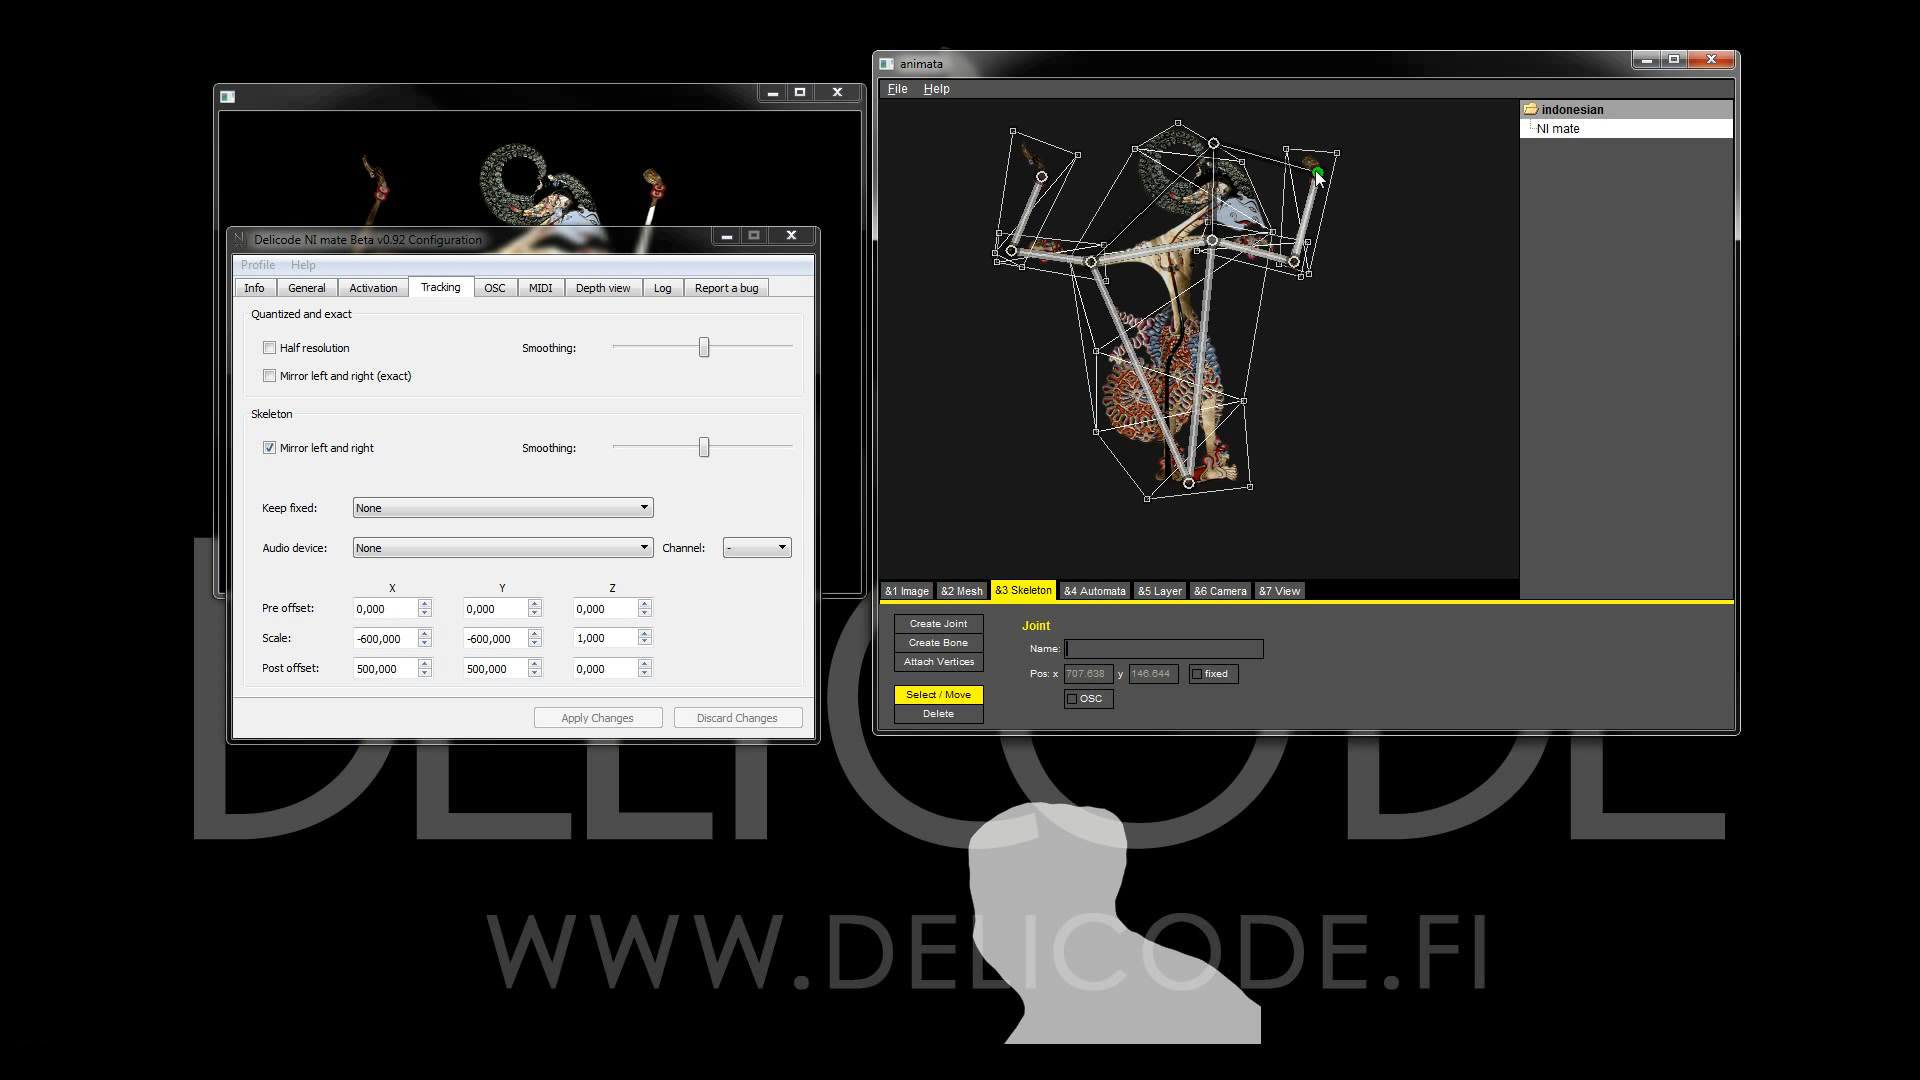 animata
File Help
indonesian
NI mate
Delicode NI mate Beta v0.92 Configuration
Profile Help
Info General Activation Tracking OSC MIDI Depth view Log Report a bug
Quantized and exact
Half resolution Smoothing:
Mirror left and right (exact)
Skeleton
Mirror left and right Smoothing:
Keep fixed: None
Audio device: None Channel: -
X Y Z
Pre offset: 0,000 0,000 0,000
Scale: -600,000 -600,000 1,000
Post offset: 500,000 500,000 0,000
Apply Changes Discard Changes
&1 Image &2 Mesh &3 Skeleton &4 Automata &5 Layer &6 Camera &7 View
Create Joint
Create Bone
Attach Vertices
Select / Move
Delete
Joint
Name:
Pos: x 707.638 y 146.644 fixed
OSC
DELICODE
WWW.DELICODE.FI